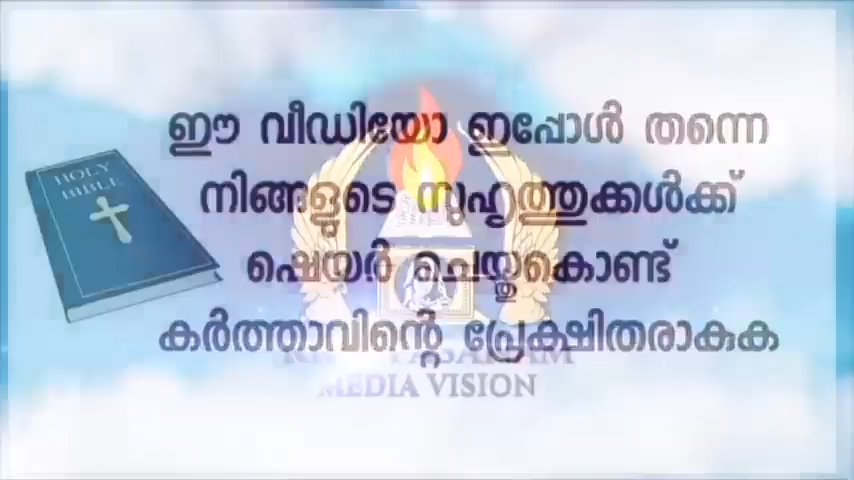 HOLY
BIBLE
ഈ വീഡിയോ ഇപ്പോൾ തന്നെ
നിങ്ങളുടെ സുഹൃത്തുക്കൾക്ക്
ഷെയർ ചെയ്തുകൊണ്ട്
കർത്താവിന്റെ പ്രേക്ഷിതരാകുക
MEDIA VISION